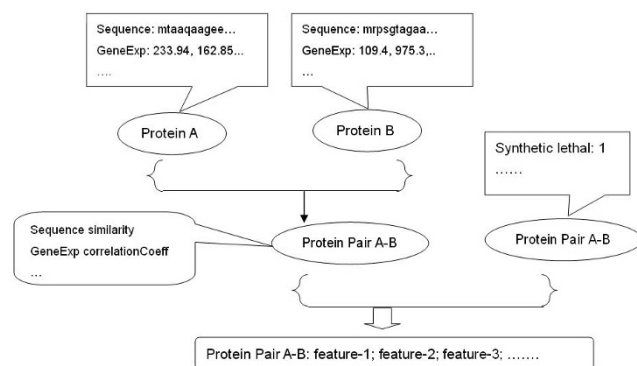 Sequence: mtaaqaagee…
GeneExp: 233.94, 162.85...
....
Sequence: mrpsgtagaa…
GeneExp: 109.4, 975.3,..
…
Protein A
Protein B
Synthetic lethal: 1
……
Sequence similarity
GeneExp correlationCoeff
…
Protein Pair A-B
Protein Pair A-B
Protein Pair A-B: feature-1; feature-2; feature-3; …….